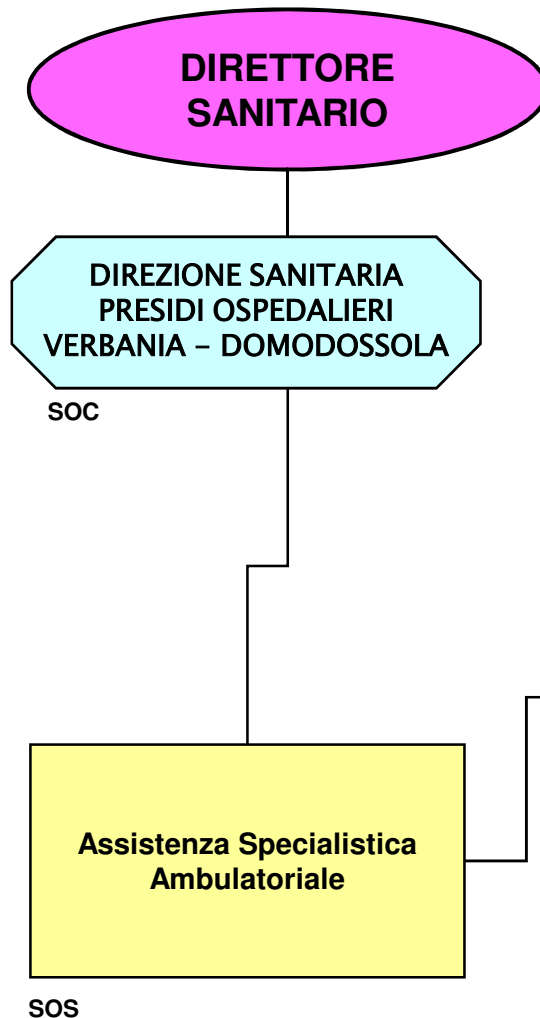 DIRETTORE
SANITARIO
DIREZIONE SANITARIA
PRESIDI OSPEDALIERI
VERBANIA – DOMODOSSOLA
SOC
Assistenza Specialistica
Ambulatoriale
SOS